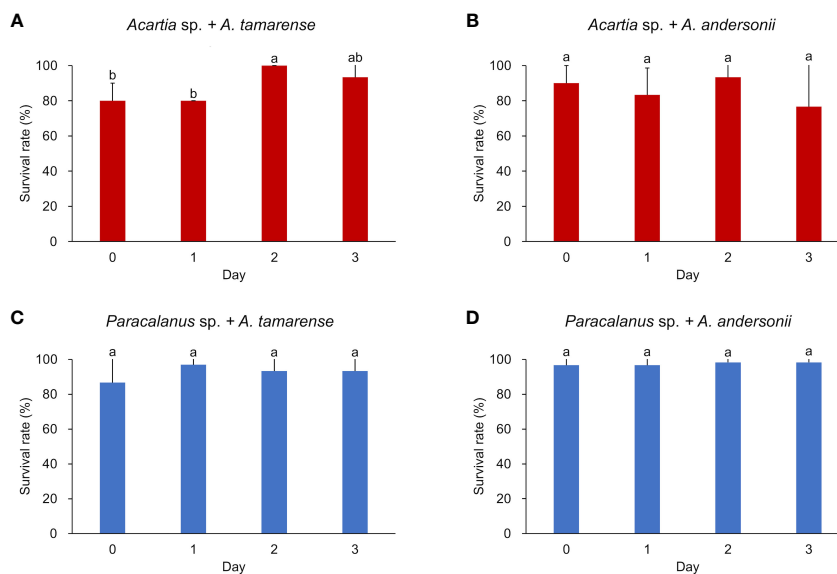 A
Acartia sp. + A. tamarense
Survival rate (%)
100
80
60
40
20
0
b
b
a
ab
0 1 2 3
Day
B
Acartia sp. + A. andersonii
Survival rate (%)
100
80
60
40
20
0
a
a
a
a
0 1 2 3
Day
C
Paracalanus sp. + A. tamarense
Survival rate (%)
100
80
60
40
20
0
a a a a
0 1 2 3
Day
D
Paracalanus sp. + A. andersonii
Survival rate (%)
100
80
60
40
20
0
a a a a
0 1 2 3
Day